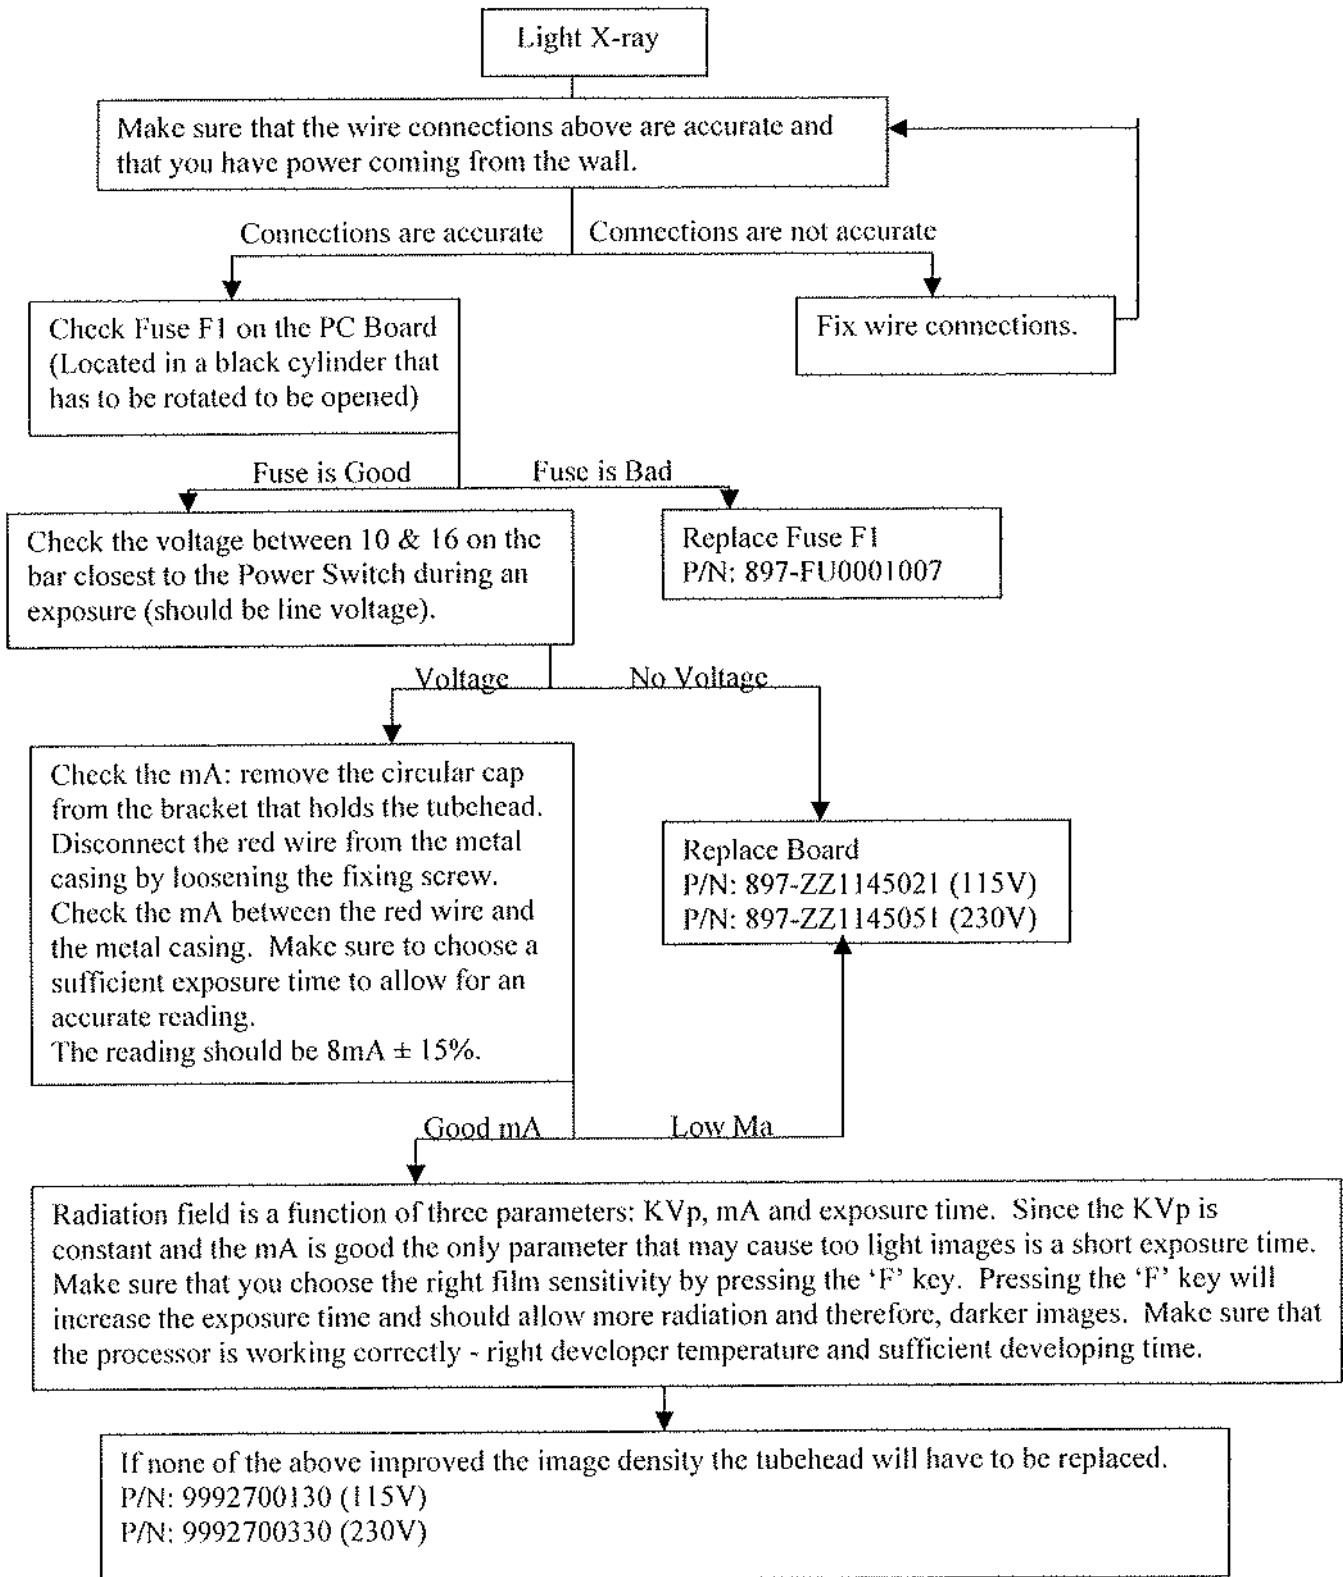 Light X-ray
Make sure that the wire connections above are accurate and
that you have power coming from the wall.
Connections are accurate
Connections are not accurate
Check Fuse F1 on the PC Board
(Located in a black cylinder that
has to be rotated to be opened)
Fix wire connections.
Fuse is Good
Fuse is Bad
Check the voltage between 10 & 16 on the
bar closest to the Power Switch during an
exposure (should be line voltage).
Replace Fuse F1
P/N: 897-FU0001007
Voltage
No Voltage
Check the mA: remove the circular cap
from the bracket that holds the tubehead.
Disconnect the red wire from the metal
casing by loosening the fixing screw.
Check the mA between the red wire and
the metal casing. Make sure to choose a
sufficient exposure time to allow for an
accurate reading.
The reading should be 8mA ± 15%.
Replace Board
P/N: 897-ZZ1145021 (115V)
P/N: 897-ZZ1145051 (230V)
Good mA
Low Ma
Radiation field is a function of three parameters: KVp, mA and exposure time. Since the KVp is
constant and the mA is good the only parameter that may cause too light images is a short exposure time.
Make sure that you choose the right film sensitivity by pressing the ‘F’ key. Pressing the ‘F’ key will
increase the exposure time and should allow more radiation and therefore, darker images. Make sure that
the processor is working correctly - right developer temperature and sufficient developing time.
If none of the above improved the image density the tubehead will have to be replaced.
P/N: 9992700130 (115V)
P/N: 9992700330 (230V)